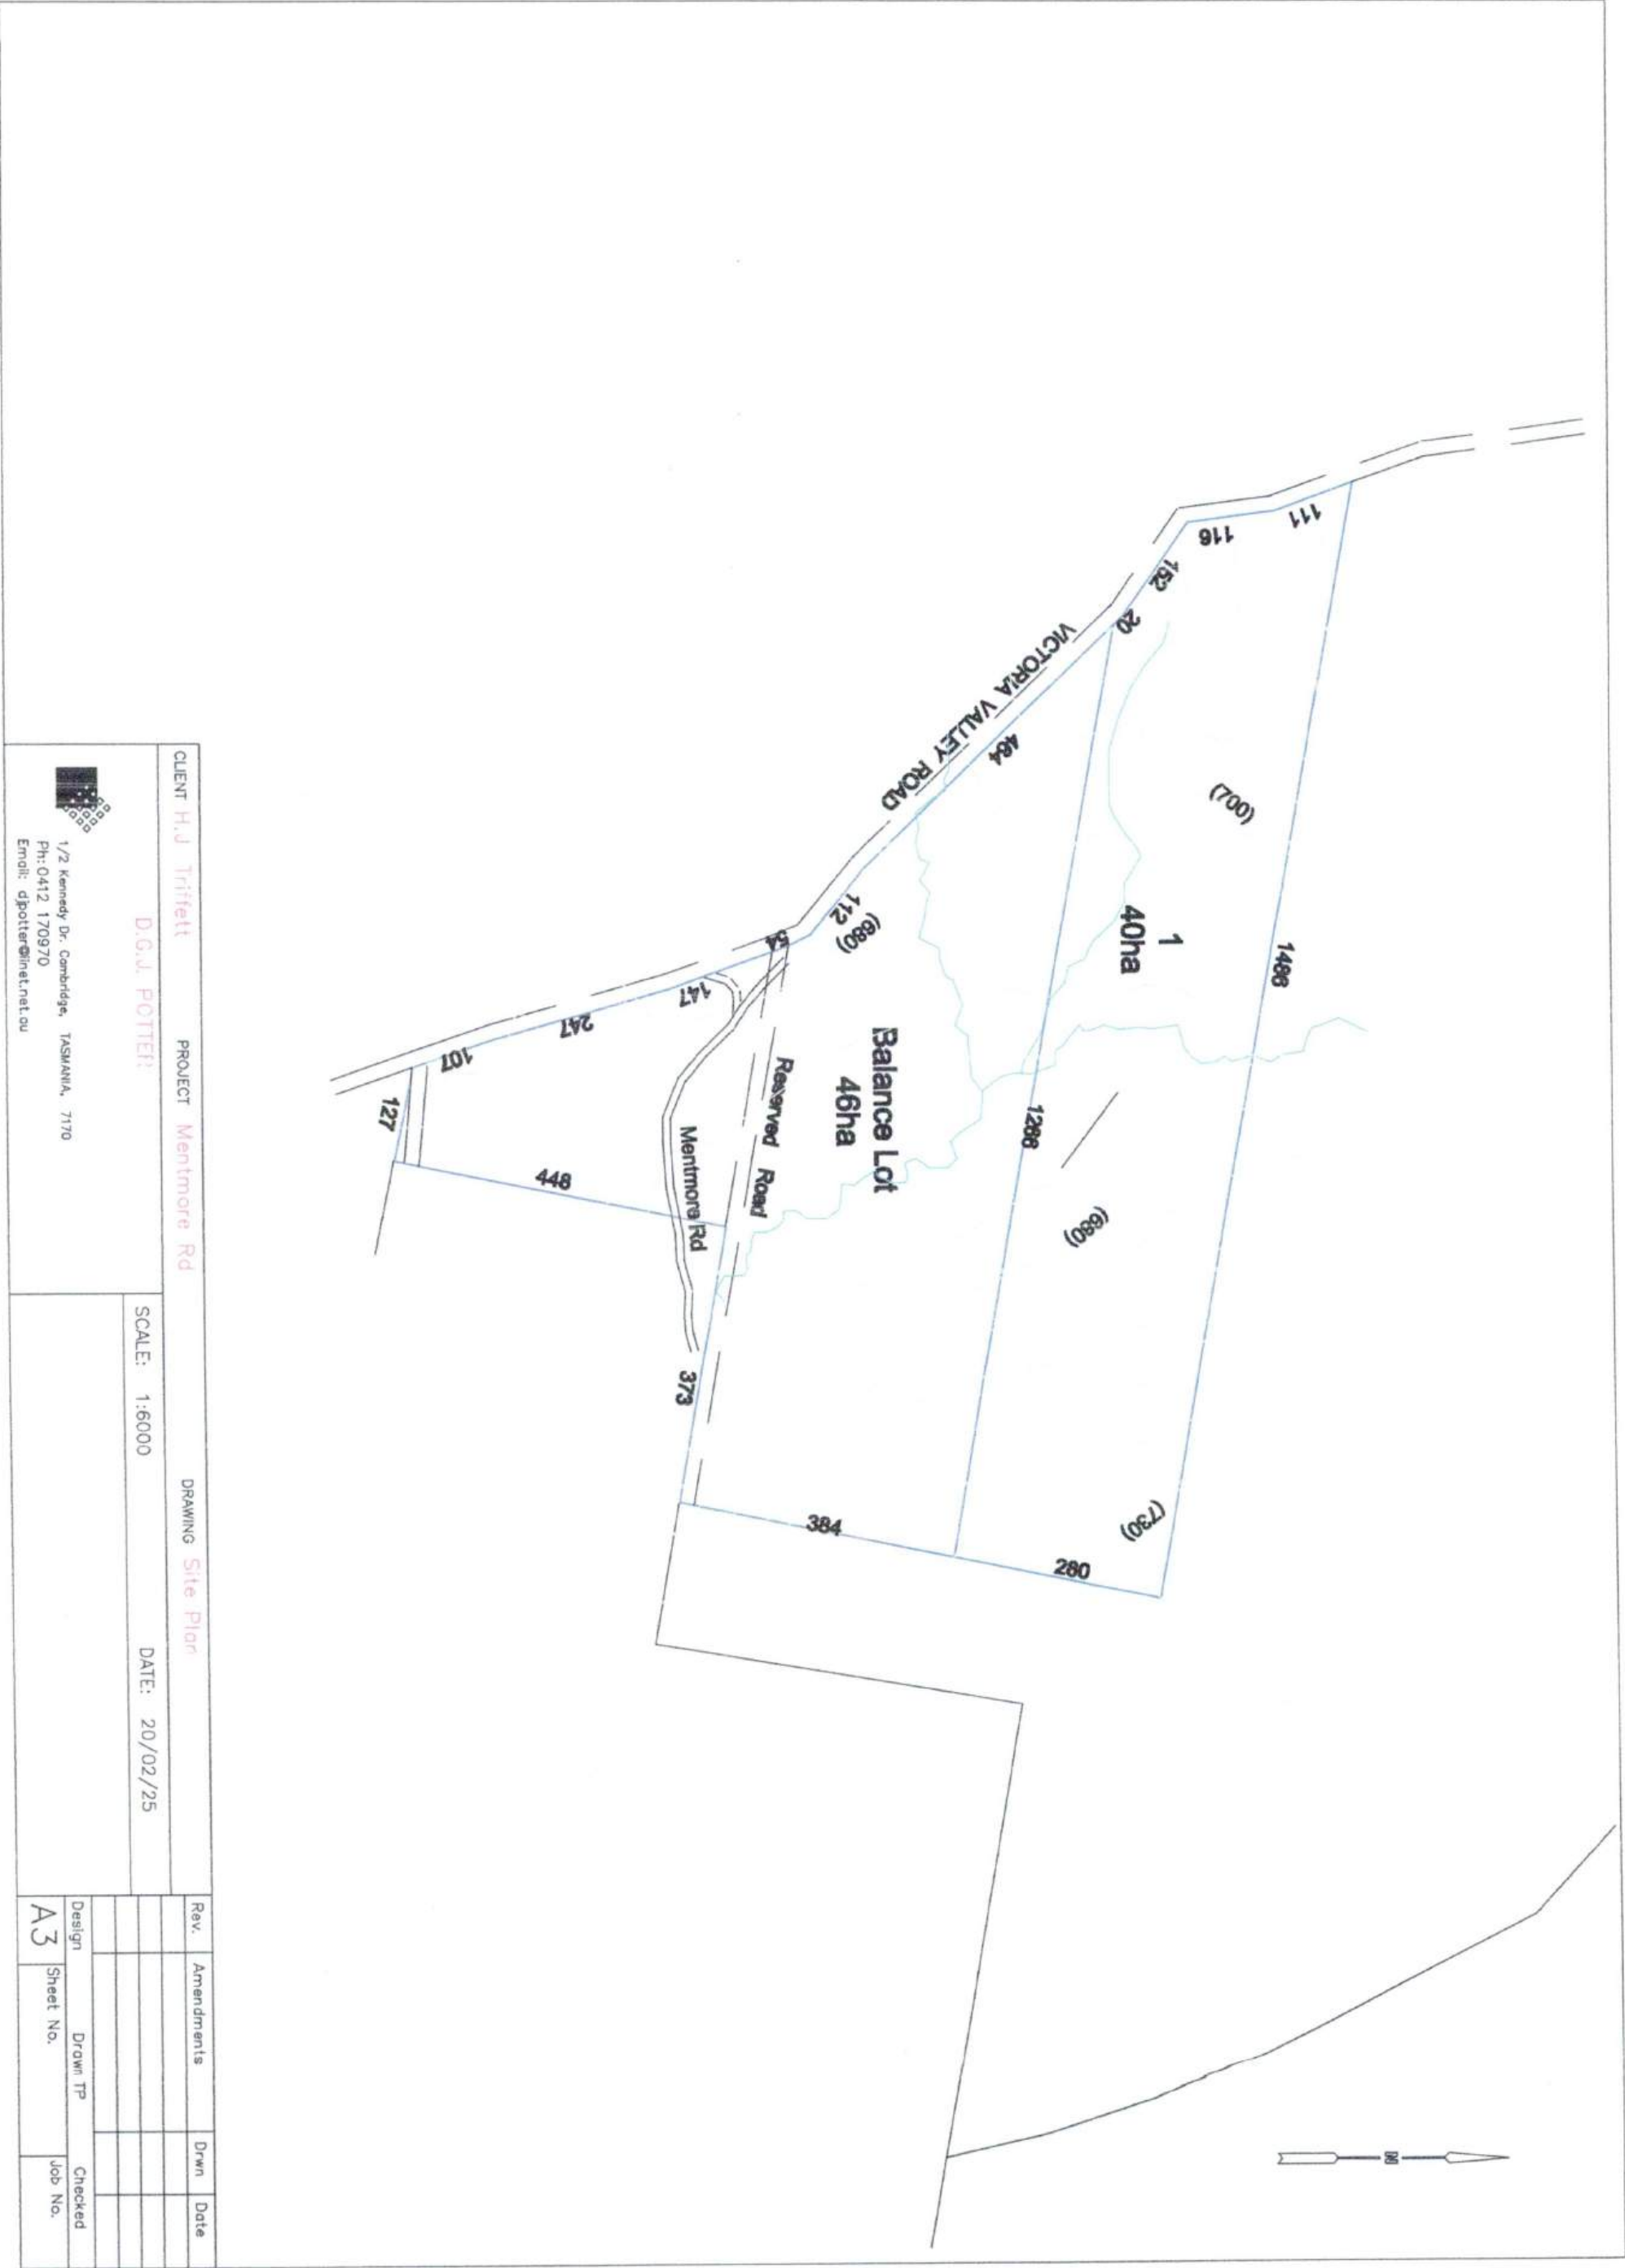 111
116
152
20
1486
(700)
1
40ha
VICTORIA VALLEY ROAD
464
1286
112
(680)
54
Balance Lot
46ha
(680)
(730)
280
147
247
107
127
Reserved Road
Mentmore Rd
448
373
384
N
CLIENT H.J Triffett
PROJECT Mentmore Rd
DRAWING Site Plan
D.G.J. POTTER
1/2 Kennedy Dr. Cambridge, TASMANIA, 7170
Ph: 0412 170970
Email: djpotter@iinet.net.au
SCALE: 1:6000
DATE: 20/02/25
Rev. Amendments Drwn Date
Design Drawn TP Checked
A3 Sheet No. Job No.